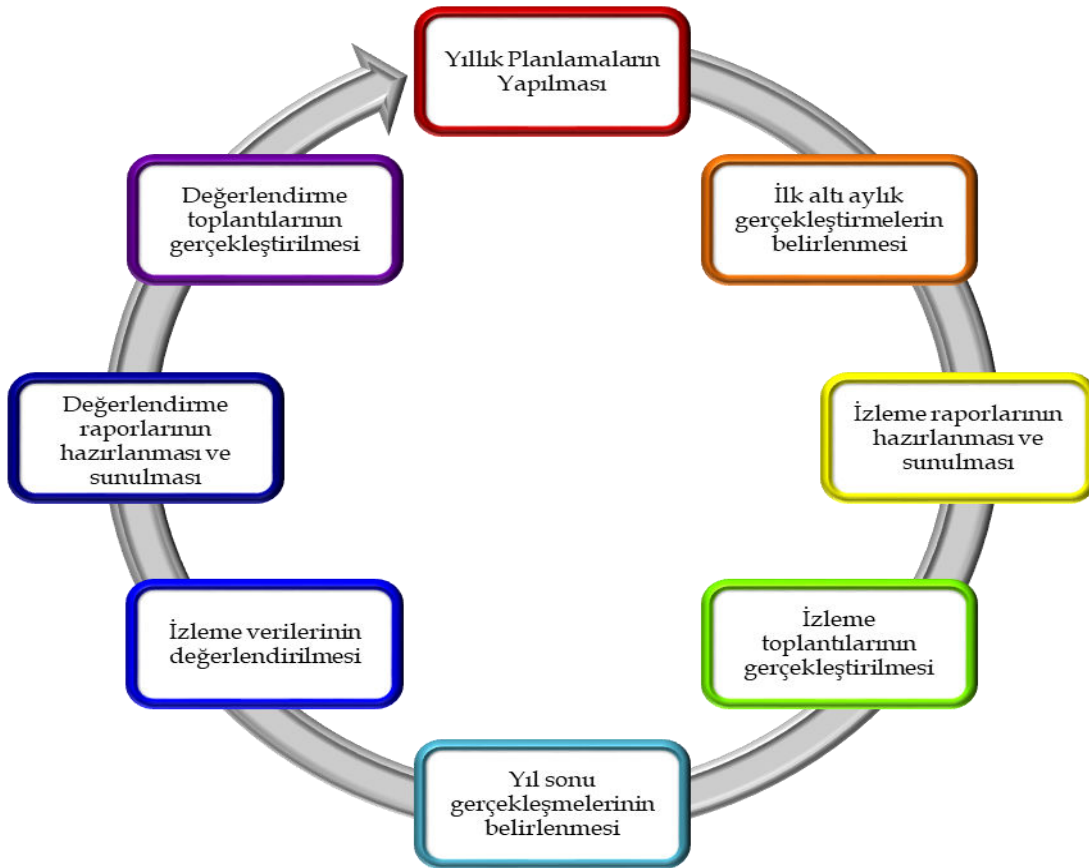 Yıllık Planlamaların
Yapılması
İlk altı aylık
gerçekleştirmelerin
belirlenmesi
İzleme raporlarının
hazırlanması ve
sunulması
İzleme
toplantılarının
gerçekleştirilmesi
Yıl sonu
gerçekleşmelerinin
belirlenmesi
İzleme verilerinin
değerlendirilmesi
Değerlendirme
raporlarının
hazırlanması ve
sunulması
Değerlendirme
toplantılarının
gerçekleştirilmesi